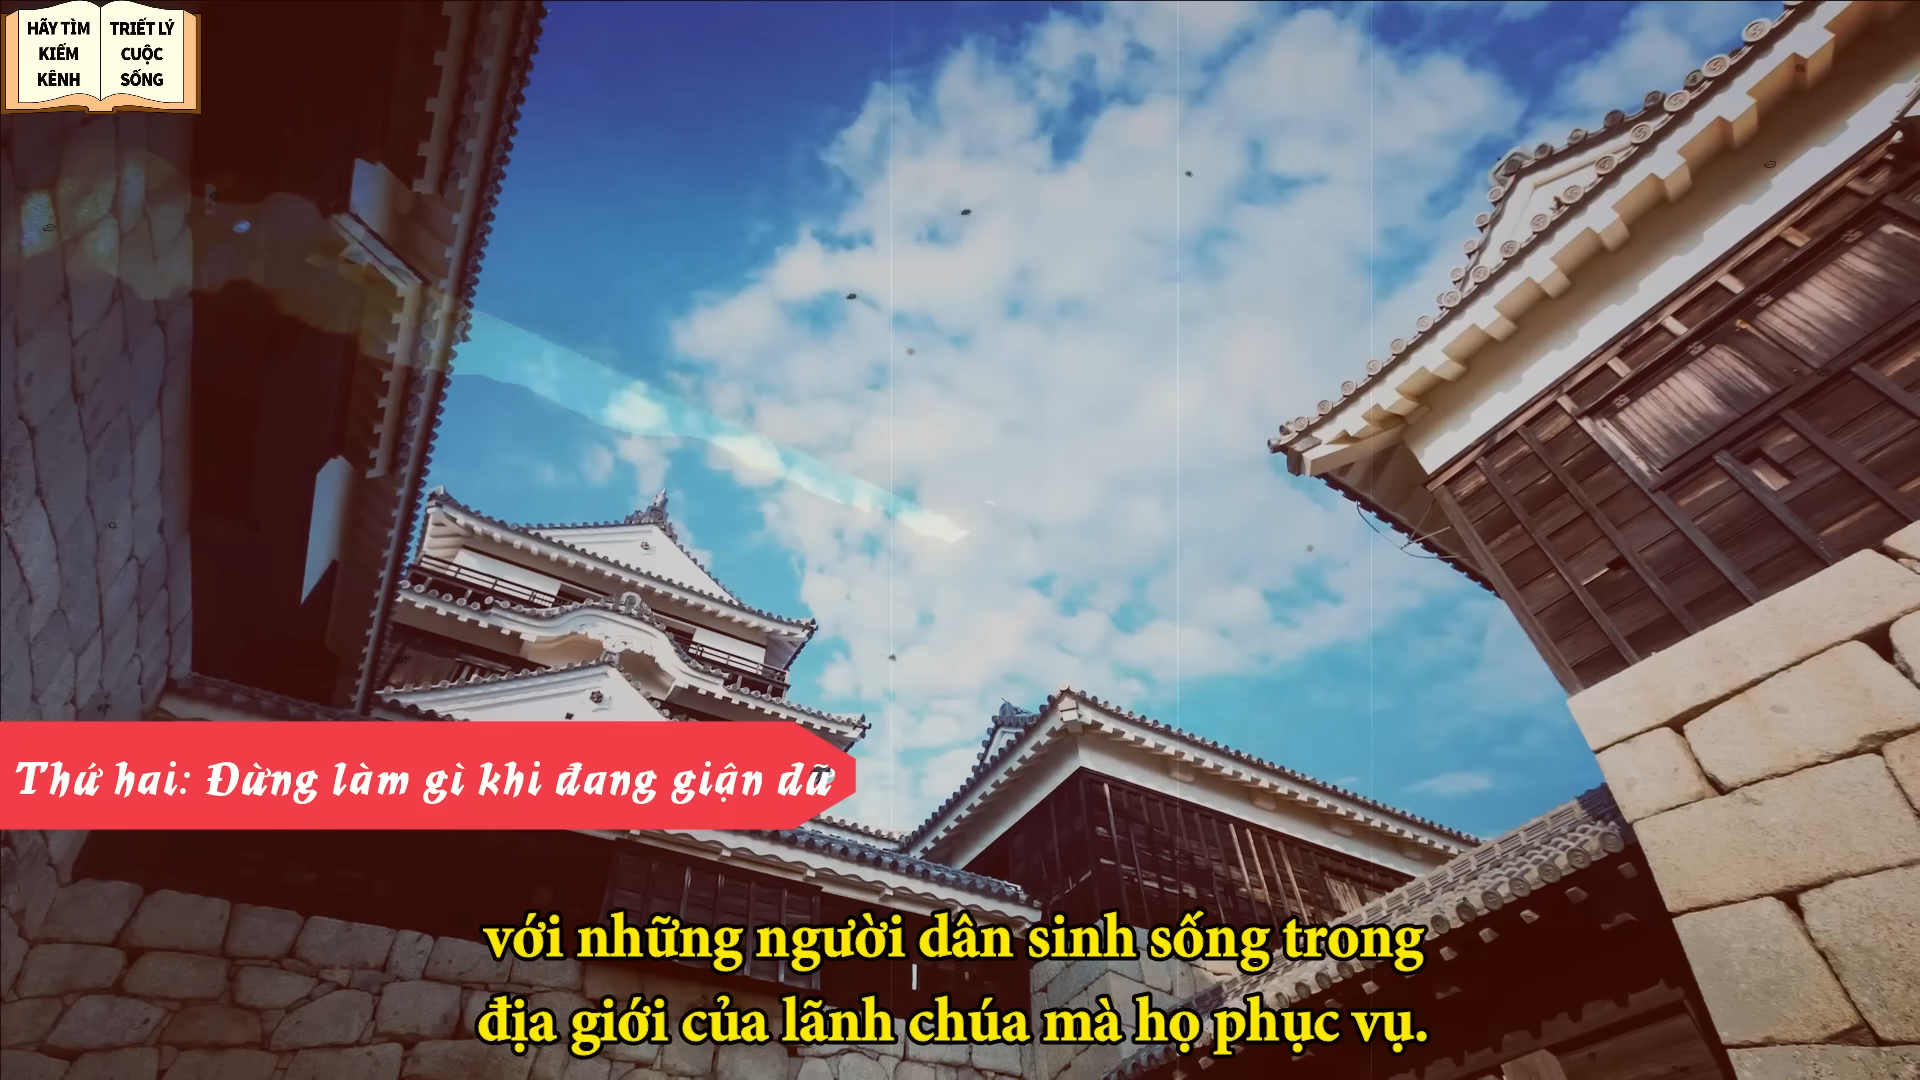 HÃY TÌM
KIẾM
KÊNH
TRIẾT LÝ
CUỘC
SỐNG
Thứ hai: Đừng làm gì khi đang giận dữ
với những người dân sinh sống trong
địa giới của lãnh chúa mà họ phục vụ.